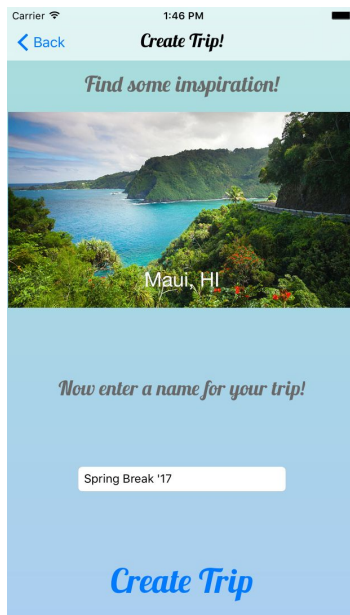 Carrier 1:46 PM
Back Create Trip!
Find some imspiration!
Maui, HI
Now enter a name for your trip!
Spring Break '17
Create Trip